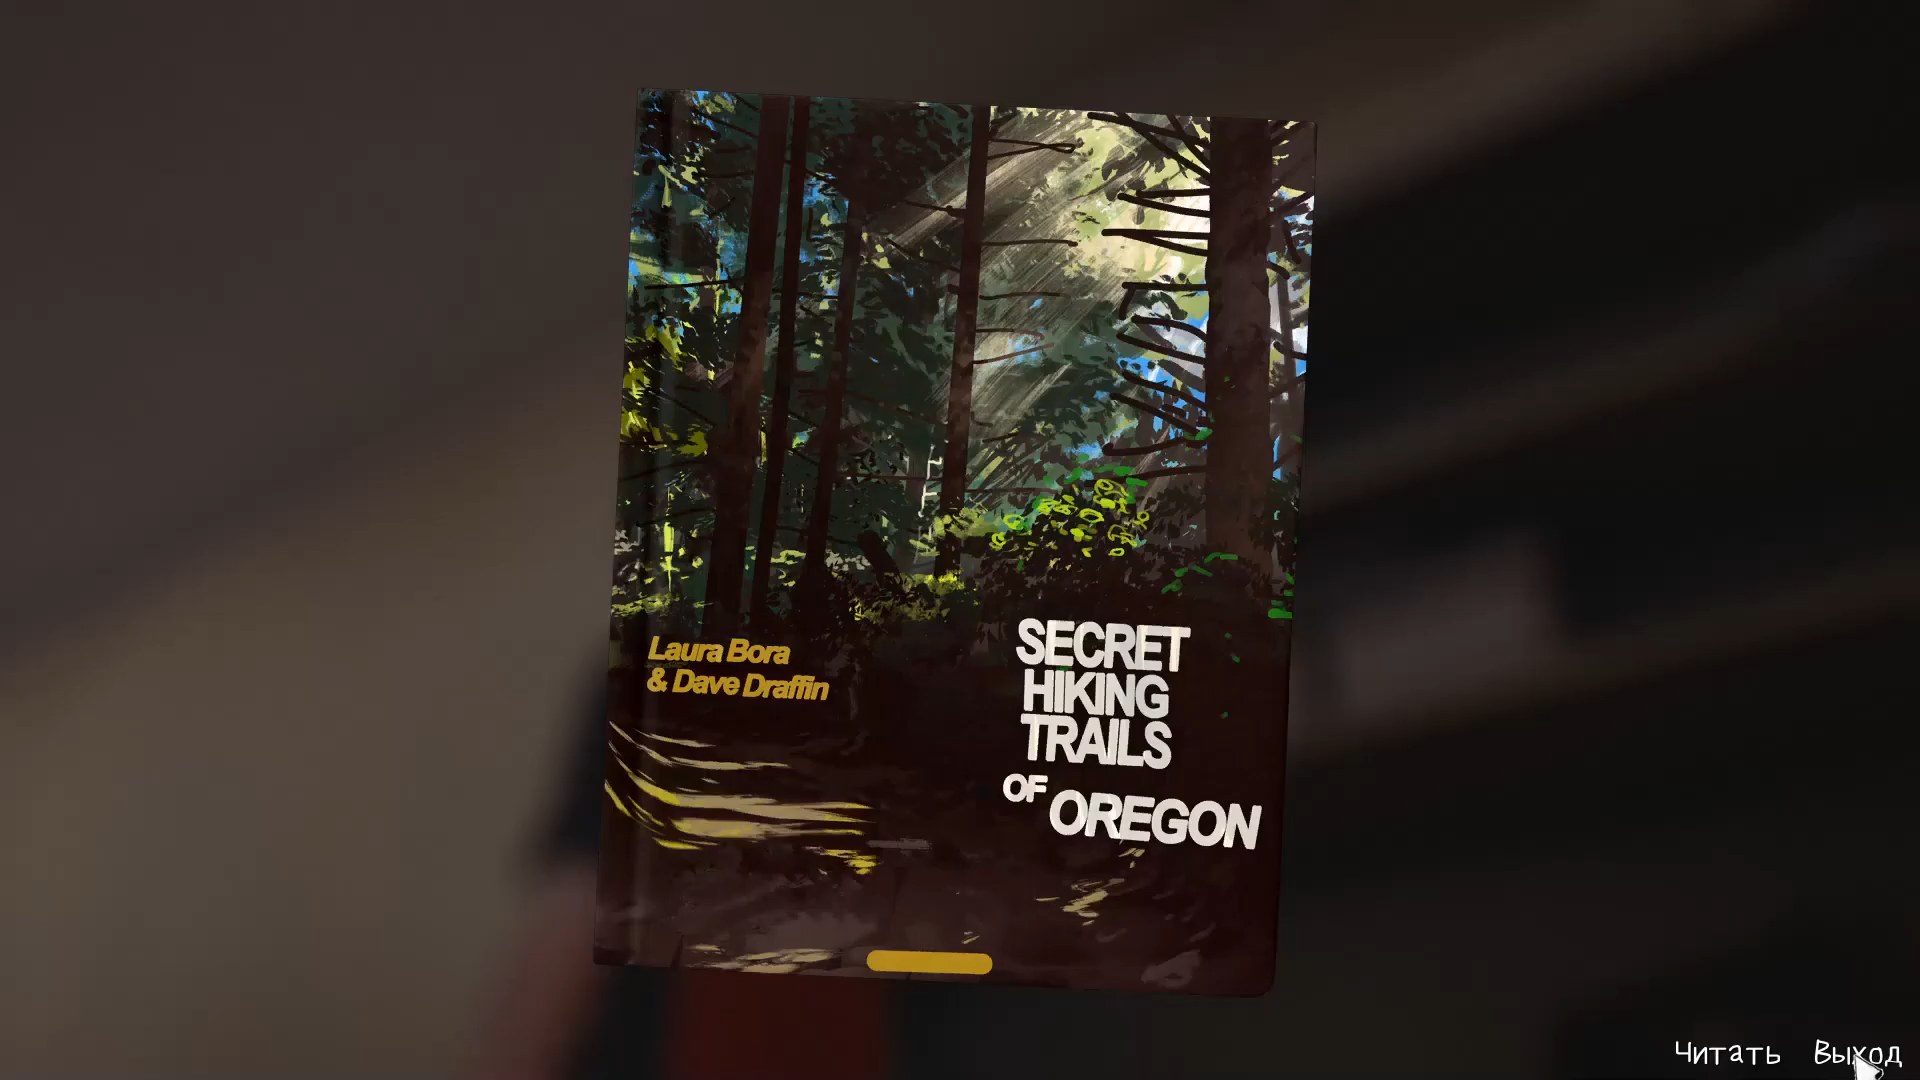 Laura Bora
& Dave Draffin
SECRET
HIKING
TRAILS
OF OREGON
Читать Выход